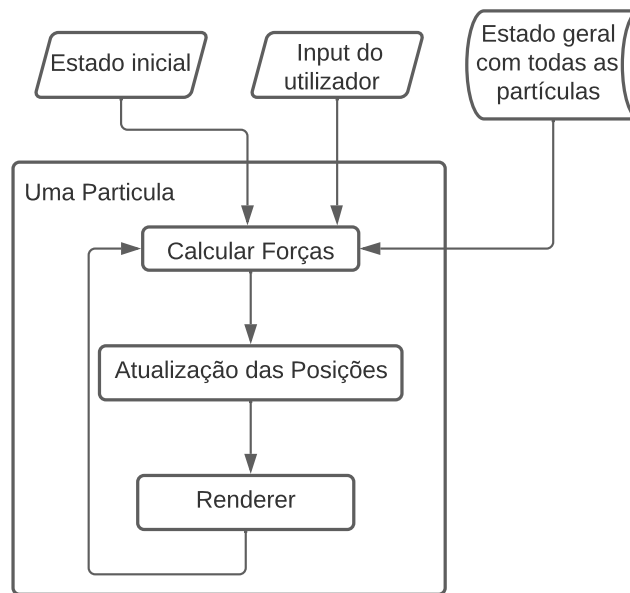 Estado inicial
Input do
utilizador
Estado geral
com todas as
partículas
Uma Particula
Calcular Forças
Atualização das Posições
Renderer